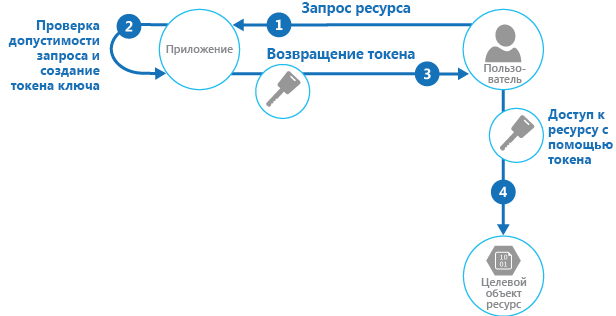 2
Проверка
допустимости
запроса и
создание
токена ключа
Приложение
Запрос ресурса
1
Возвращение токена
3
Пользо-
ватель
Доступ к
ресурсу с
помощью
токена
4
10
01
Целевой
объект
ресурс